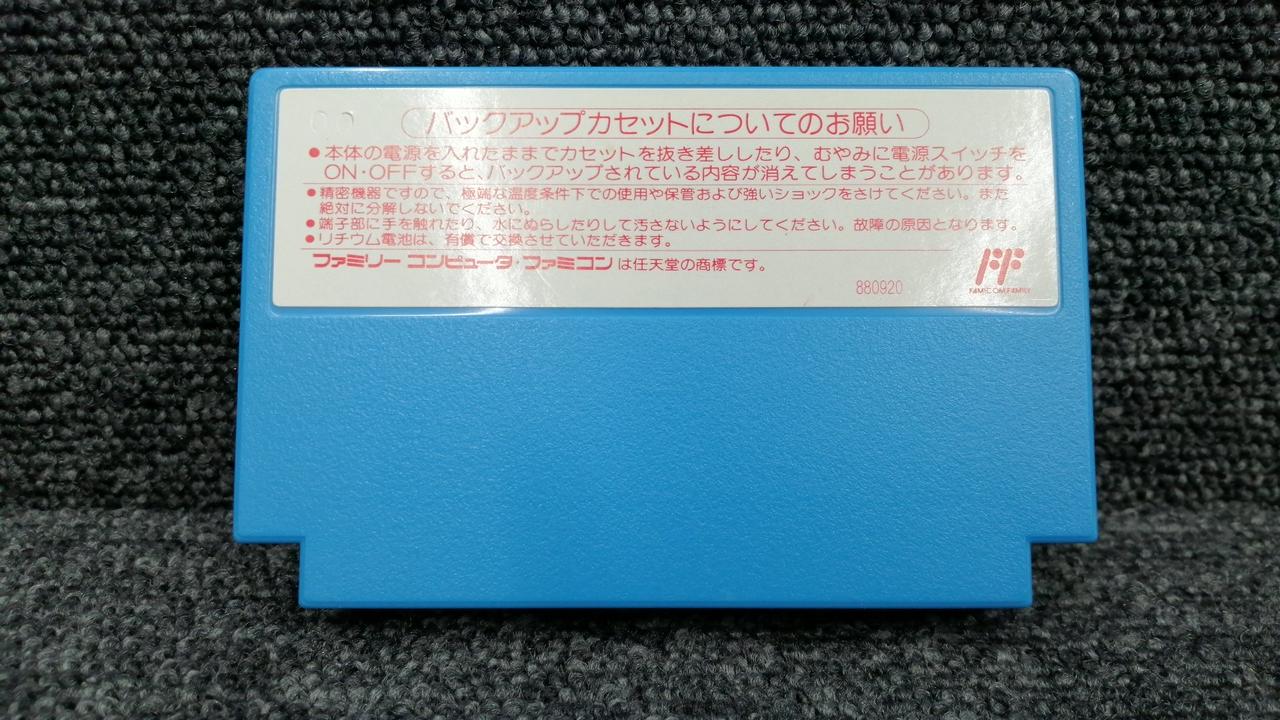 バックアップカセットについてのお願い
●本体の電源を入れたままでカセットを抜き差ししたり、むやみに電源スイッチを
ON・OFFすると、バックアップされている内容が消えてしまうことがあります。
●精密機器ですので、極端な温度条件下での使用や保管および強いショックをさけてください。また
絶対に分解しないでください。
●端子部に手を触れたり、水にぬらしたりして汚さないようにしてください。故障の原因となります。
●リチウム電池は、有償で交換させていただきます。
ファミリー コンピュータ・ファミコンは任天堂の商標です。
880920
FAMICOM FAMILY